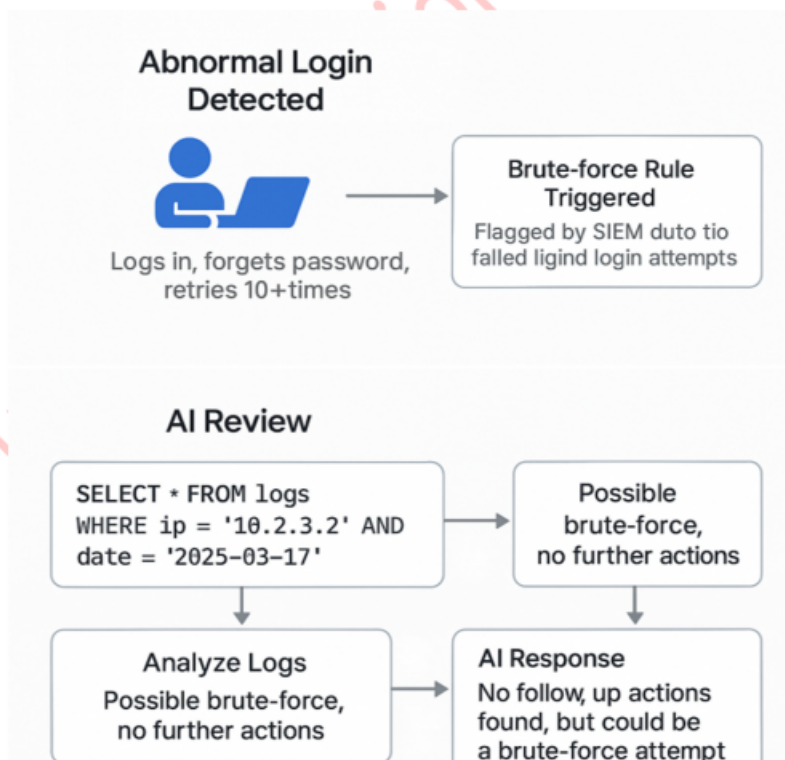 Abnormal Login
Detected
Logs in, forgets password,
retries 10+times
Brute-force Rule
Triggered
Flagged by SIEM duto tio
falled ligind login attempts
AI Review
SELECT * FROM logs
WHERE ip = '10.2.3.2' AND
date = '2025-03-17'
Possible
brute-force,
no further actions
Analyze Logs
Possible brute-force,
no further actions
AI Response
No follow, up actions
found, but could be
a brute-force attempt